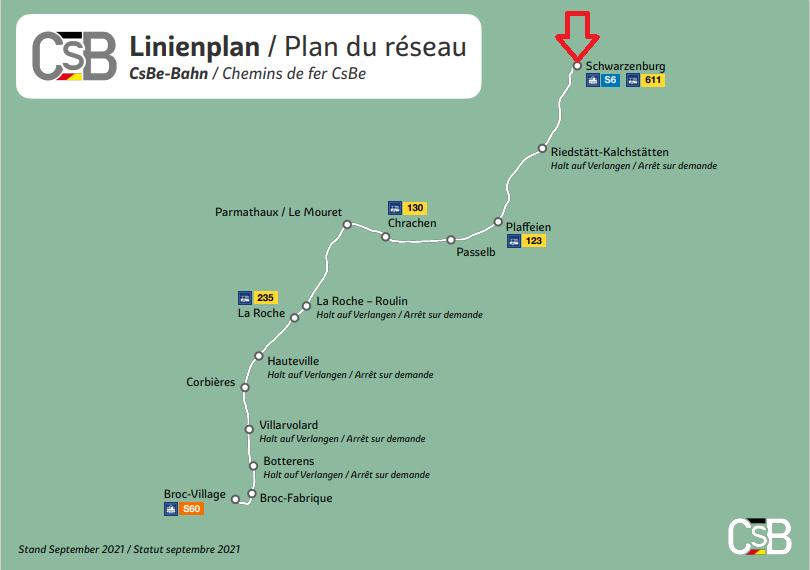 CsB
Linienplan / Plan du réseau
CsBe-Bahn / Chemins de fer CsBe
Schwarzenburg
S6 611
Riedstätt-Kalchstätten
Halt auf Verlangen / Arrêt sur demande
130
Parmathaux / Le Mouret
Chrachen
Plaffeien
123
Passelb
235
La Roche – Roulin
La Roche
Halt auf Verlangen / Arrêt sur demande
Hauteville
Halt auf Verlangen / Arrêt sur demande
Corbières
Villarvolard
Halt auf Verlangen / Arrêt sur demande
Botterens
Halt auf Verlangen / Arrêt sur demande
Broc-Village
Broc-Fabrique
S60
CsB
Stand September 2021 / Statut septembre 2021